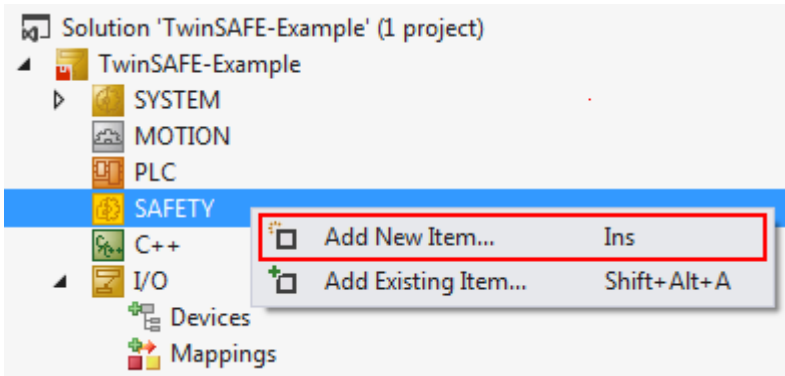 Solution 'TwinSAFE-Example' (1 project)
TwinSAFE-Example
SYSTEM
MOTION
PLC
SAFETY
Add New Item... Ins
C++
Add Existing Item... Shift+Alt+A
I/O
Devices
Mappings